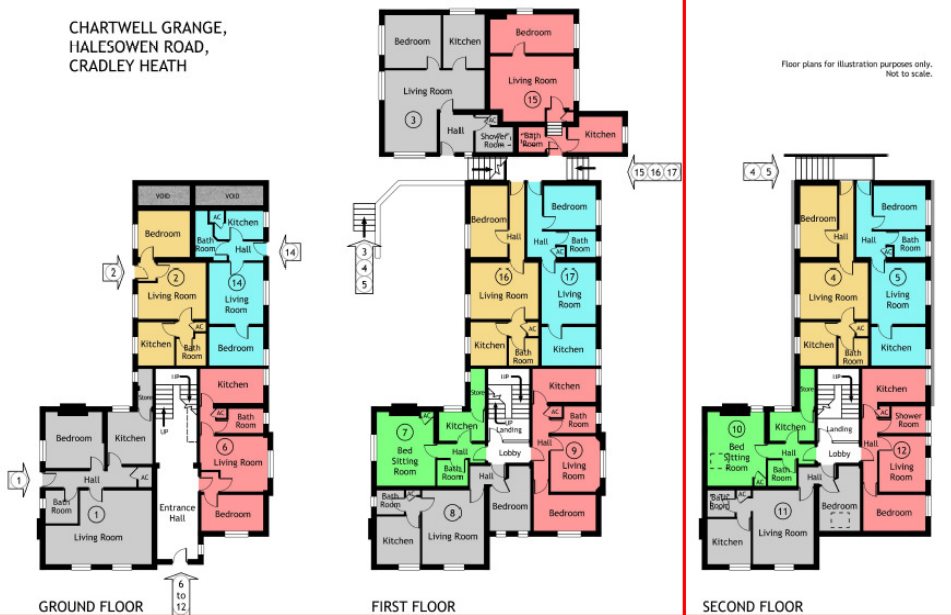 CHARTWELL GRANGE,
HALESOWEN ROAD,
CRADLEY HEATH
Floor plans for illustration purposes only.
Not to scale.
Bedroom
Kitchen
Living Room
3
Hall
AC
Shower
Room
Bedroom
Living Room
15
Bath
Room
Kitchen
15 16 17
3
4
5
4 5
VOID
VOID
Bedroom
2
2
Living Room
Kitchen
AC
Bath
Room
AC
Kitchen
Bath
Room
Hall
14
14
Living
Room
Bedroom
Store
UP
UP
Kitchen
AC
Bath
Room
6
Living Room
Bedroom
Bedroom
Kitchen
1
Hall
AC
Bath
Room
1
Living Room
Entrance
Hall
6
to
12
GROUND FLOOR
Bedroom
Hall
16
Living Room
Kitchen
AC
Bath
Room
Bedroom
Hall
Bath
Room
AC
17
Living
Room
Kitchen
Store
UP
UP
Landing
Lobby
7
AC
Kitchen
Bed
Sitting
Room
Hall
Bath
Room
Kitchen
AC
Bath
Room
Hall
9
Living
Room
Bedroom
Bath
Room
AC
8
Hall
Kitchen
Living Room
Bedroom
FIRST FLOOR
Bedroom
Hall
4
Living Room
Kitchen
AC
Bath
Room
Bedroom
Hall
Bath
Room
AC
5
Living
Room
Kitchen
Store
UP
Landing
Lobby
10
Kitchen
Bed
Sitting
Room
Hall
AC
Bath
Room
Kitchen
AC
Shower
Room
Hall
12
Living
Room
Bedroom
Bath
Room
AC
11
Hall
Kitchen
Living Room
Bedroom
SECOND FLOOR